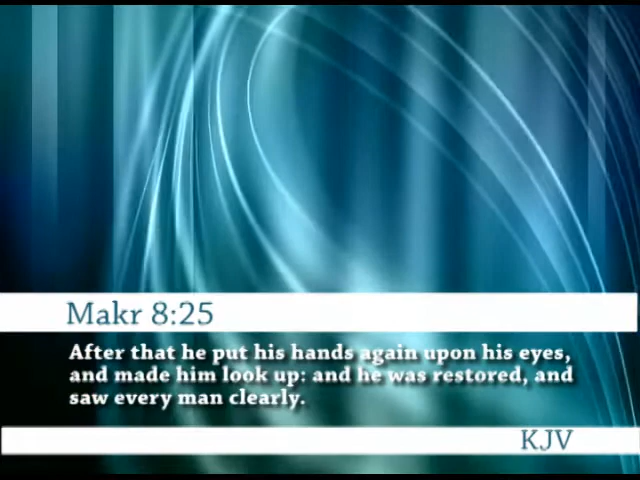 Makr 8:25
After that he put his hands again upon his eyes,
and made him look up: and he was restored, and
saw every man clearly.
KJV